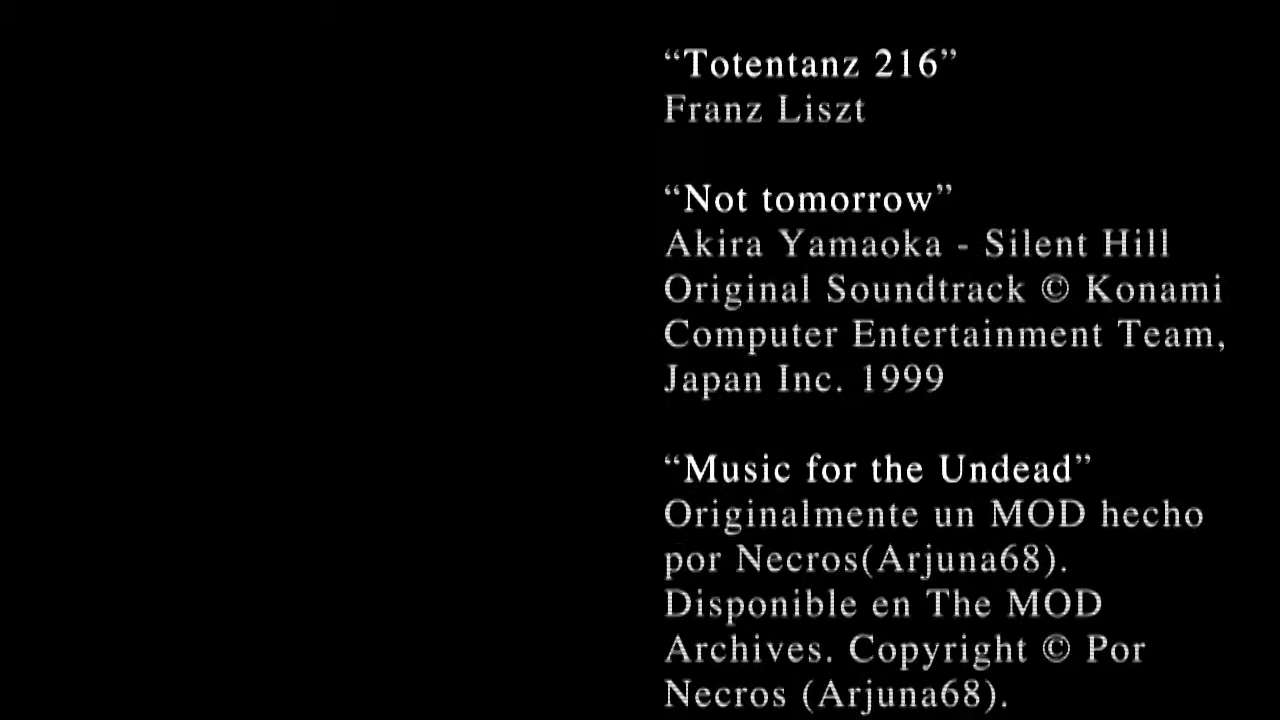 “Totentanz 216”
Franz Liszt
“Not tomorrow”
Akira Yamaoka - Silent Hill
Original Soundtrack © Konami
Computer Entertainment Team,
Japan Inc. 1999
“Music for the Undead”
Originalmente un MOD hecho
por Necros(Arjuna68).
Disponible en The MOD
Archives. Copyright © Por
Necros (Arjuna68).